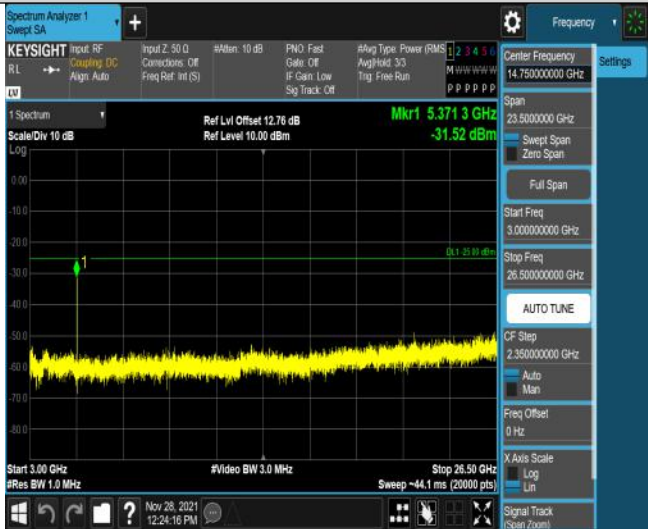 Spectrum Analyzer 1
Swept SA
Frequency
KEYSIGHT
RL
LV
Input: RF
Coupling: DC
Align: Auto
Input Z: 50 Ω
Corrections: Off
Freq Ref: Int (S)
#Atten: 10 dB
PNO: Fast
Gate: Off
IF Gain: Low
Sig Track: Off
#Avg Type: Power (RMS
Avg|Hold: 3/3
Trig: Free Run
1 2 3 4 5 6
M W W W W W
P P P P P P
1 Spectrum
Scale/Div 10 dB
Log
Ref Lvl Offset 12.76 dB
Ref Level 10.00 dBm
Mkr1 5.371 3 GHz
-31.52 dBm
0.00
-10.0
-20.0
-30.0
-40.0
-50.0
-60.0
-70.0
-80.0
DL1 -25.00 dBm
1
Start 3.00 GHz
#Res BW 1.0 MHz
#Video BW 3.0 MHz
Stop 26.50 GHz
Sweep ~44.1 ms (20000 pts)
Nov 28, 2021
12:24:16 PM
Center Frequency
14.750000000 GHz
Settings
Span
23.5000000 GHz
Swept Span
Zero Span
Full Span
Start Freq
3.000000000 GHz
Stop Freq
26.500000000 GHz
AUTO TUNE
CF Step
2.350000000 GHz
Auto
Man
Freq Offset
0 Hz
X Axis Scale
Log
Lin
Signal Track
(Span Zoom)